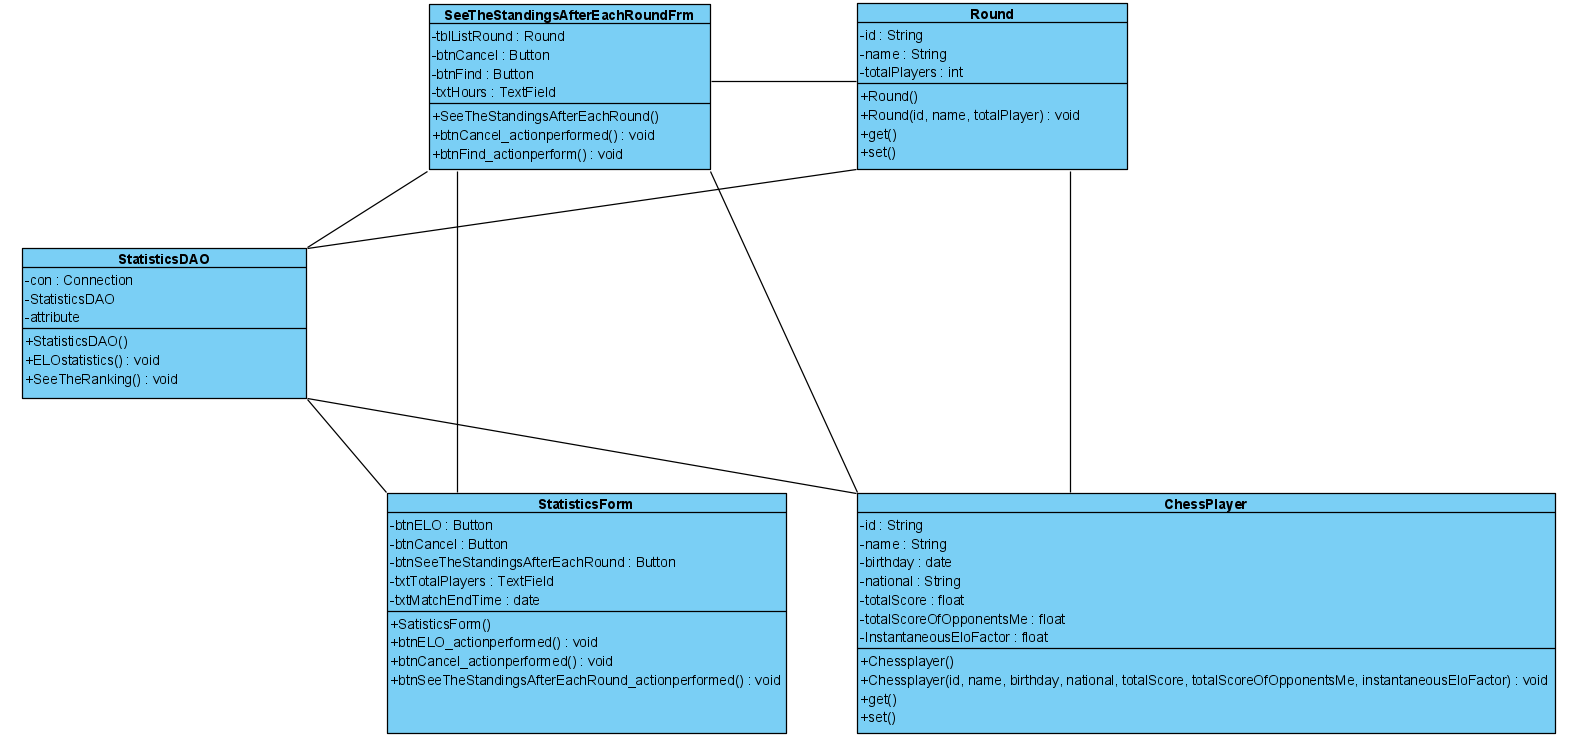 SeeTheStandingsAfterEachRoundFrm
-tblListRound : Round
-btnCancel : Button
-btnFind : Button
-txtHours : TextField
+SeeTheStandingsAfterEachRound()
+btnCancel_actionperformed() : void
+btnFind_actionperform() : void
Round
-id : String
-name : String
-totalPlayers : int
+Round()
+Round(id, name, totalPlayer) : void
+get()
+set()
StatisticsDAO
-con : Connection
-StatisticsDAO
-attribute
+StatisticsDAO()
+ELOstatistics() : void
+SeeTheRanking() : void
StatisticsForm
-btnELO : Button
-btnCancel : Button
-btnSeeTheStandingsAfterEachRound : Button
-txtTotalPlayers : TextField
-txtMatchEndTime : date
+SatisticsForm()
+btnELO_actionperformed() : void
+btnCancel_actionperformed() : void
+btnSeeTheStandingsAfterEachRound_actionperformed() : void
ChessPlayer
-id : String
-name : String
-birthday : date
-national : String
-totalScore : float
-totalScoreOfOpponentsMe : float
-InstantaneousEloFactor : float
+Chessplayer()
+Chessplayer(id, name, birthday, national, totalScore, totalScoreOfOpponentsMe, instantaneousEloFactor) : void
+get()
+set()